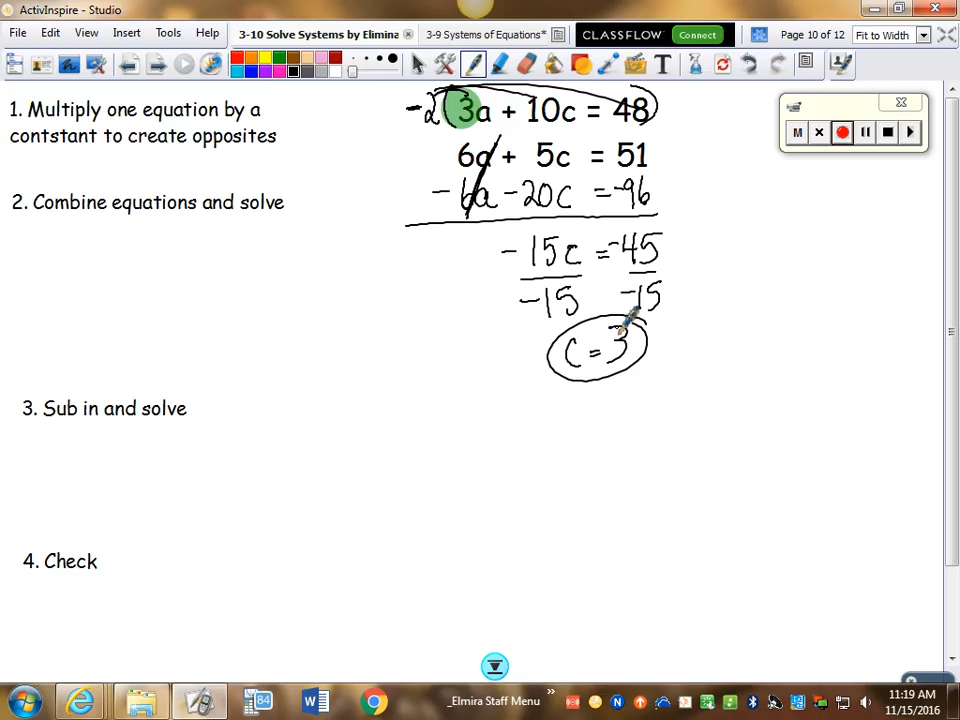 ActivInspire - Studio
File Edit View Insert Tools Help
3-10 Solve Systems by Elimina
3-9 Systems of Equations*
CLASSFLOW Connect
Page 10 of 12
Fit to Width
1. Multiply one equation by a
contstant to create opposites
-2(3a + 10c = 48)
6a + 5c = 51
-6a - 20c = -96
-15c = -45
-15 -15
c = 3
2. Combine equations and solve
3. Sub in and solve
4. Check
M
T
84
W
N
_Elmira Staff Menu
»
11:19 AM
11/15/2016